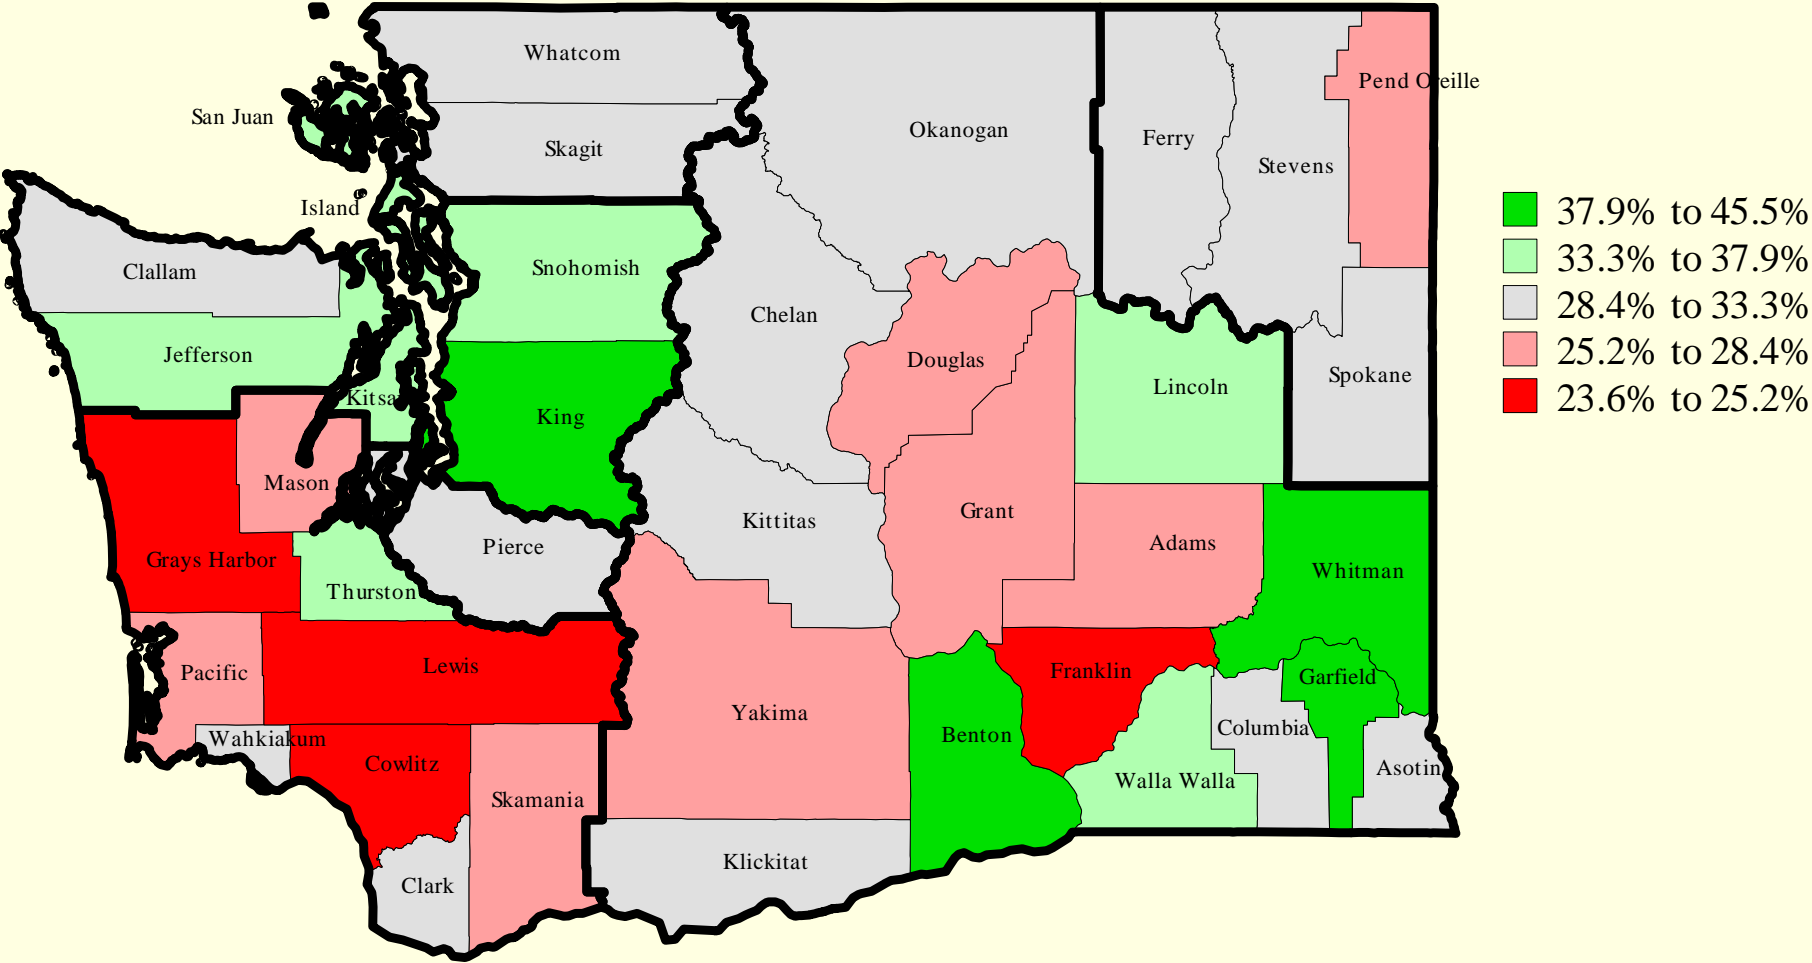 Whatcom
Pend Oreille
San Juan
Okanogan
Ferry
Skagit
Stevens
Island
37.9% to 45.5%
33.3% to 37.9%
28.4% to 33.3%
25.2% to 28.4%
23.6% to 25.2%
Clallam
Snohomish
Chelan
Jefferson
Douglas
Spokane
Lincoln
Kitsa
King
Mason
Grant
Kittitas
Adams
Pierce
Grays Harbor
Whitman
Thurston
Lewis
Franklin
Pacific
Garfield
Yakima
Columbia
Benton
Wahkiakum
Cowlitz
Asotin
Walla Walla
Skamania
Klickitat
Clark